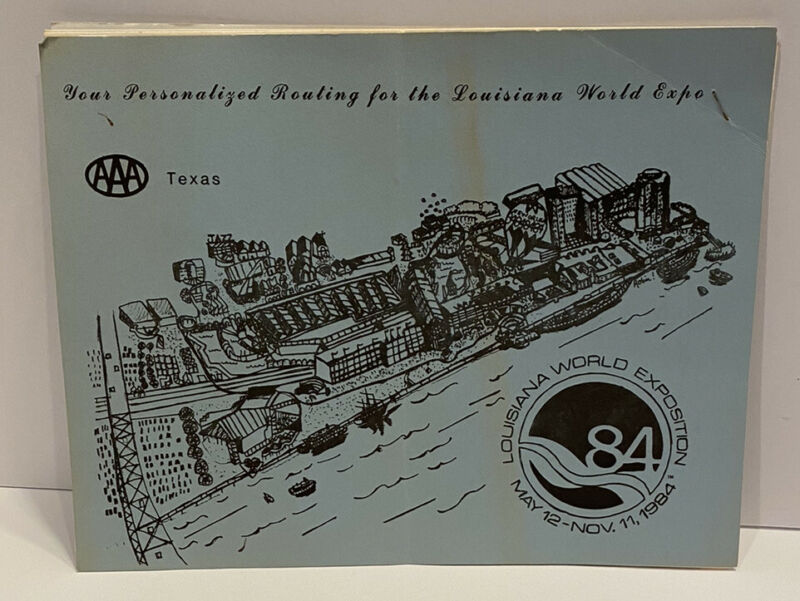 Your Personalized Routing for the Louisiana World Expo
AAA
Texas
JAZZ
LOUISIANA WORLD EXPOSITION
84
MAY 12-NOV. 11, 1984 ™